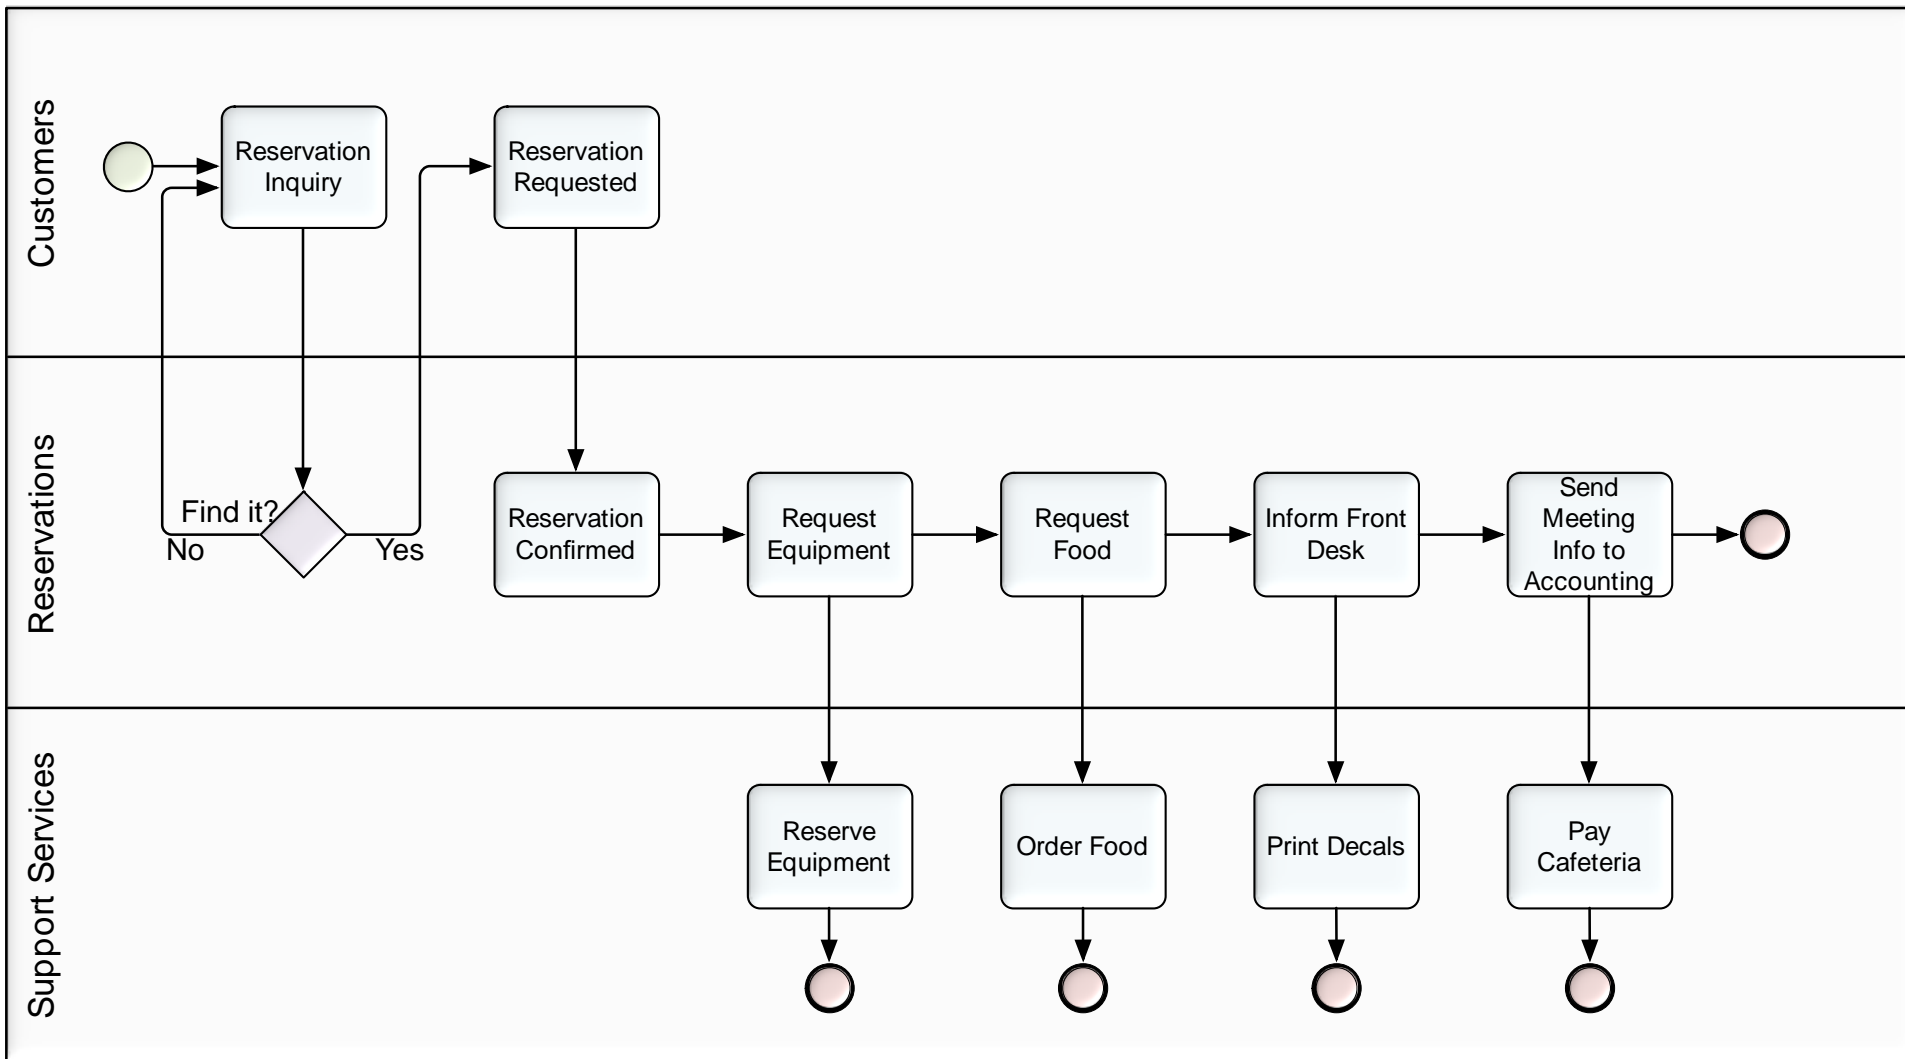 Customers
Reservation
Inquiry
Reservation
Requested
Reservations
Find it?
No
Yes
Reservation
Confirmed
Request
Equipment
Request
Food
Inform Front
Desk
Send
Meeting
Info to
Accounting
Support Services
Reserve
Equipment
Order Food
Print Decals
Pay
Cafeteria